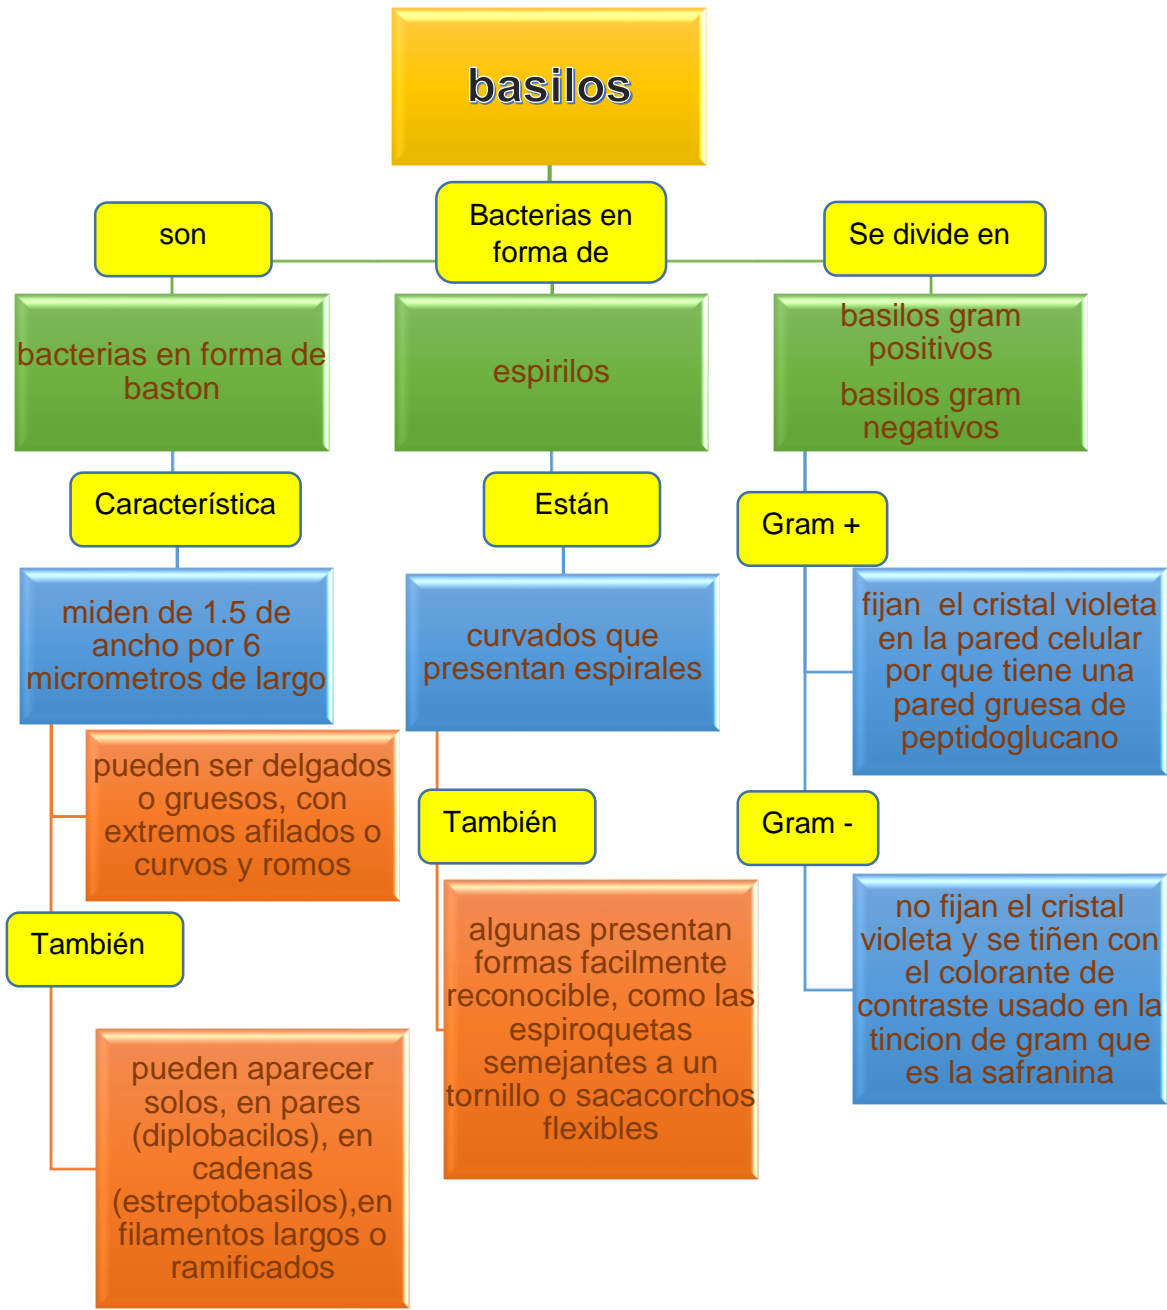 basilos
son
Bacterias en
forma de
Se divide en
bacterias en forma de
baston
espirilos
basilos gram
positivos
basilos gram
negativos
Característica
Están
Gram +
miden de 1.5 de
ancho por 6
micrometros de largo
curvados que
presentan espirales
fijan el cristal violeta
en la pared celular
por que tiene una
pared gruesa de
peptidoglucano
pueden ser delgados
o gruesos, con
extremos afilados o
curvos y romos
También
Gram -
También
algunas presentan
formas facilmente
reconocible, como las
espiroquetas
semejantes a un
tornillo o sacacorchos
flexibles
no fijan el cristal
violeta y se tiñen con
el colorante de
contraste usado en la
tincion de gram que
es la safranina
pueden aparecer
solos, en pares
(diplobacilos), en
cadenas
(estreptobasilos),en
filamentos largos o
ramificados